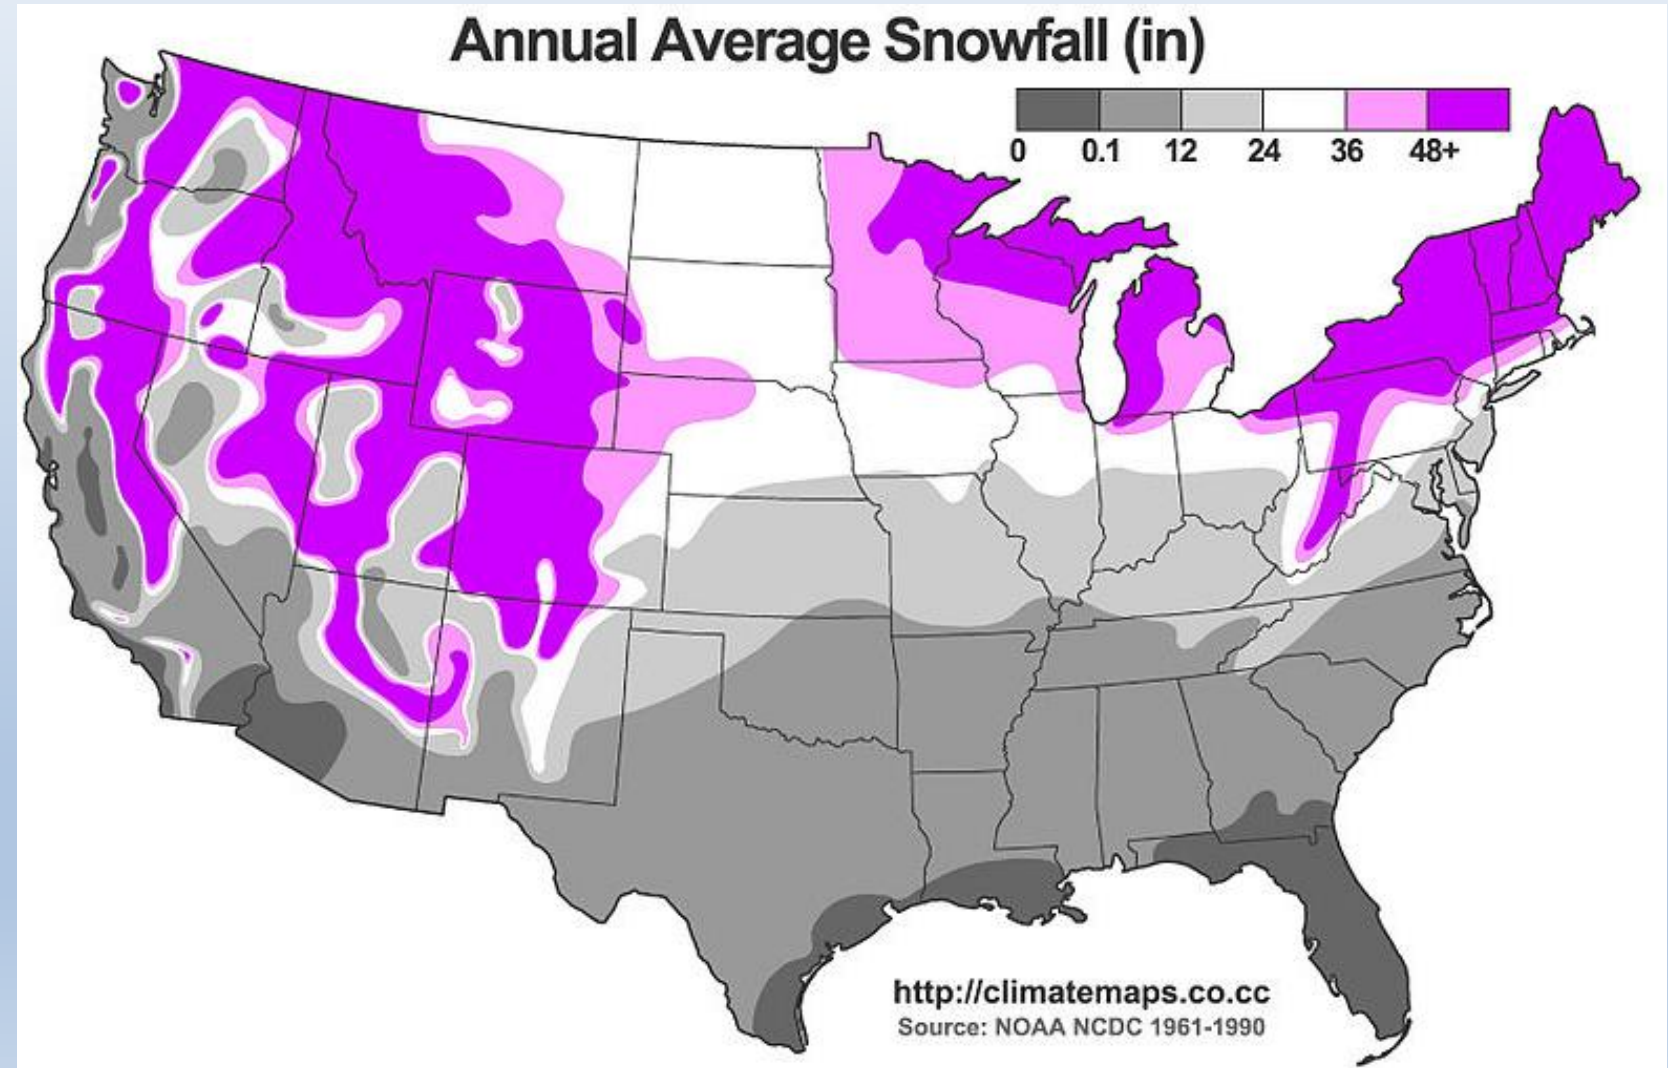 Annual Average Snowfall (in)
0 0.1 12 24 36 48+
http://climatemaps.co.cc
Source: NOAA NCDC 1961-1990